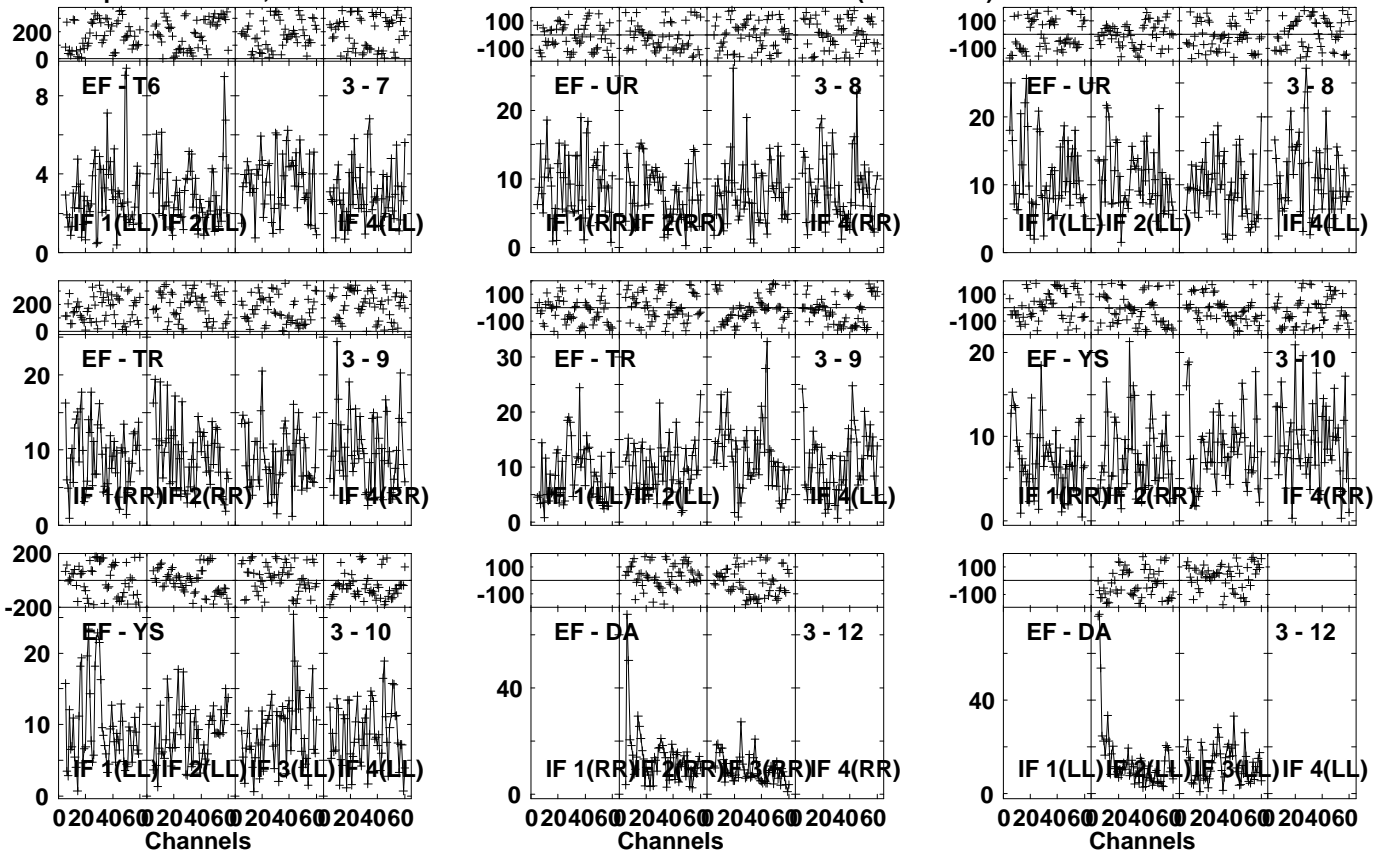 200
0
EF - T6 3 - 7
8
4
0
IF 1(LL) IF 2(LL) IF 4(LL)
100
-100
EF - UR 3 - 8
20
10
0
IF 1(RR) IF 2(RR) IF 4(RR)
100
-100
EF - UR 3 - 8
20
10
0
IF 1(LL) IF 2(LL) IF 4(LL)
200
0
EF - TR 3 - 9
20
10
0
IF 1(RR) IF 2(RR) IF 4(RR)
100
-100
EF - TR 3 - 9
30
20
10
0
IF 1(LL) IF 2(LL) IF 4(LL)
100
-100
EF - YS 3 - 10
20
10
0
IF 1(RR) IF 2(RR) IF 4(RR)
200
-200
EF - YS 3 - 10
20
10
0
IF 1(LL) IF 2(LL) IF 3(LL) IF 4(LL)
0 20 40 60 0 20 40 60 0 20 40 60 0 20 40 60
Channels
100
-100
EF - DA 3 - 12
40
0
IF 1(RR) IF 2(RR) IF 3(RR) IF 4(RR)
0 20 40 60 0 20 40 60 0 20 40 60 0 20 40 60
Channels
100
-100
EF - DA 3 - 12
40
0
IF 1(LL) IF 2(LL) IF 3(LL) IF 4(LL)
0 20 40 60 0 20 40 60 0 20 40 60 0 20 40 60
Channels